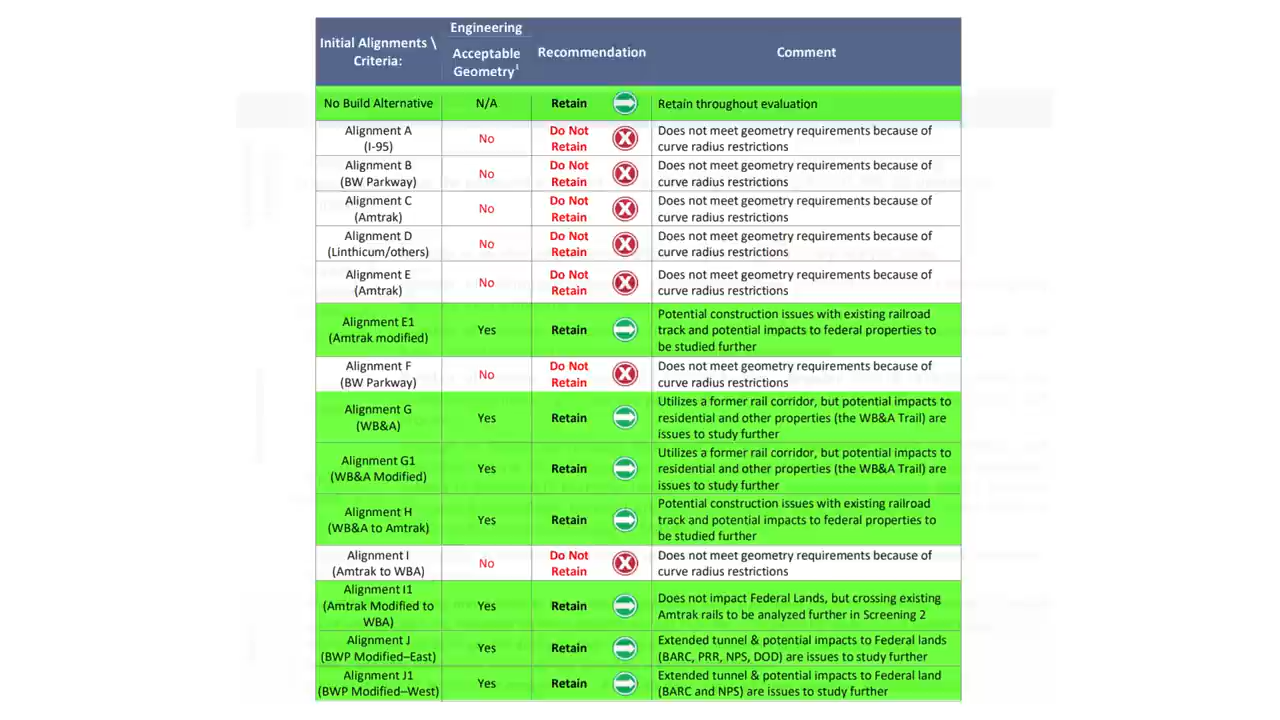 Initial Alignments \
Criteria:
Engineering
Acceptable
Geometry¹
Recommendation
Comment
No Build Alternative
N/A
Retain
Retain throughout evaluation
Alignment A
(I-95)
No
Do Not
Retain
Does not meet geometry requirements because of
curve radius restrictions
Alignment B
(BW Parkway)
No
Do Not
Retain
Does not meet geometry requirements because of
curve radius restrictions
Alignment C
(Amtrak)
No
Do Not
Retain
Does not meet geometry requirements because of
curve radius restrictions
Alignment D
(Linthicum/others)
No
Do Not
Retain
Does not meet geometry requirements because of
curve radius restrictions
Alignment E
(Amtrak)
No
Do Not
Retain
Does not meet geometry requirements because of
curve radius restrictions
Alignment E1
(Amtrak modified)
Yes
Retain
Potential construction issues with existing railroad
track and potential impacts to federal properties to
be studied further
Alignment F
(BW Parkway)
No
Do Not
Retain
Does not meet geometry requirements because of
curve radius restrictions
Alignment G
(WB&A)
Yes
Retain
Utilizes a former rail corridor, but potential impacts to
residential and other properties (the WB&A Trail) are
issues to study further
Alignment G1
(WB&A Modified)
Yes
Retain
Utilizes a former rail corridor, but potential impacts to
residential and other properties (the WB&A Trail) are
issues to study further
Alignment H
(WB&A to Amtrak)
Yes
Retain
Potential construction issues with existing railroad
track and potential impacts to federal properties to
be studied further
Alignment I
(Amtrak to WBA)
No
Do Not
Retain
Does not meet geometry requirements because of
curve radius restrictions
Alignment I1
(Amtrak Modified to
WBA)
Yes
Retain
Does not impact Federal Lands, but crossing existing
Amtrak rails to be analyzed further in Screening 2
Alignment J
(BWP Modified–East)
Yes
Retain
Extended tunnel & potential impacts to Federal lands
(BARC, PRR, NPS, DOD) are issues to study further
Alignment J1
(BWP Modified–West)
Yes
Retain
Extended tunnel & potential impacts to Federal land
(BARC and NPS) are issues to study further